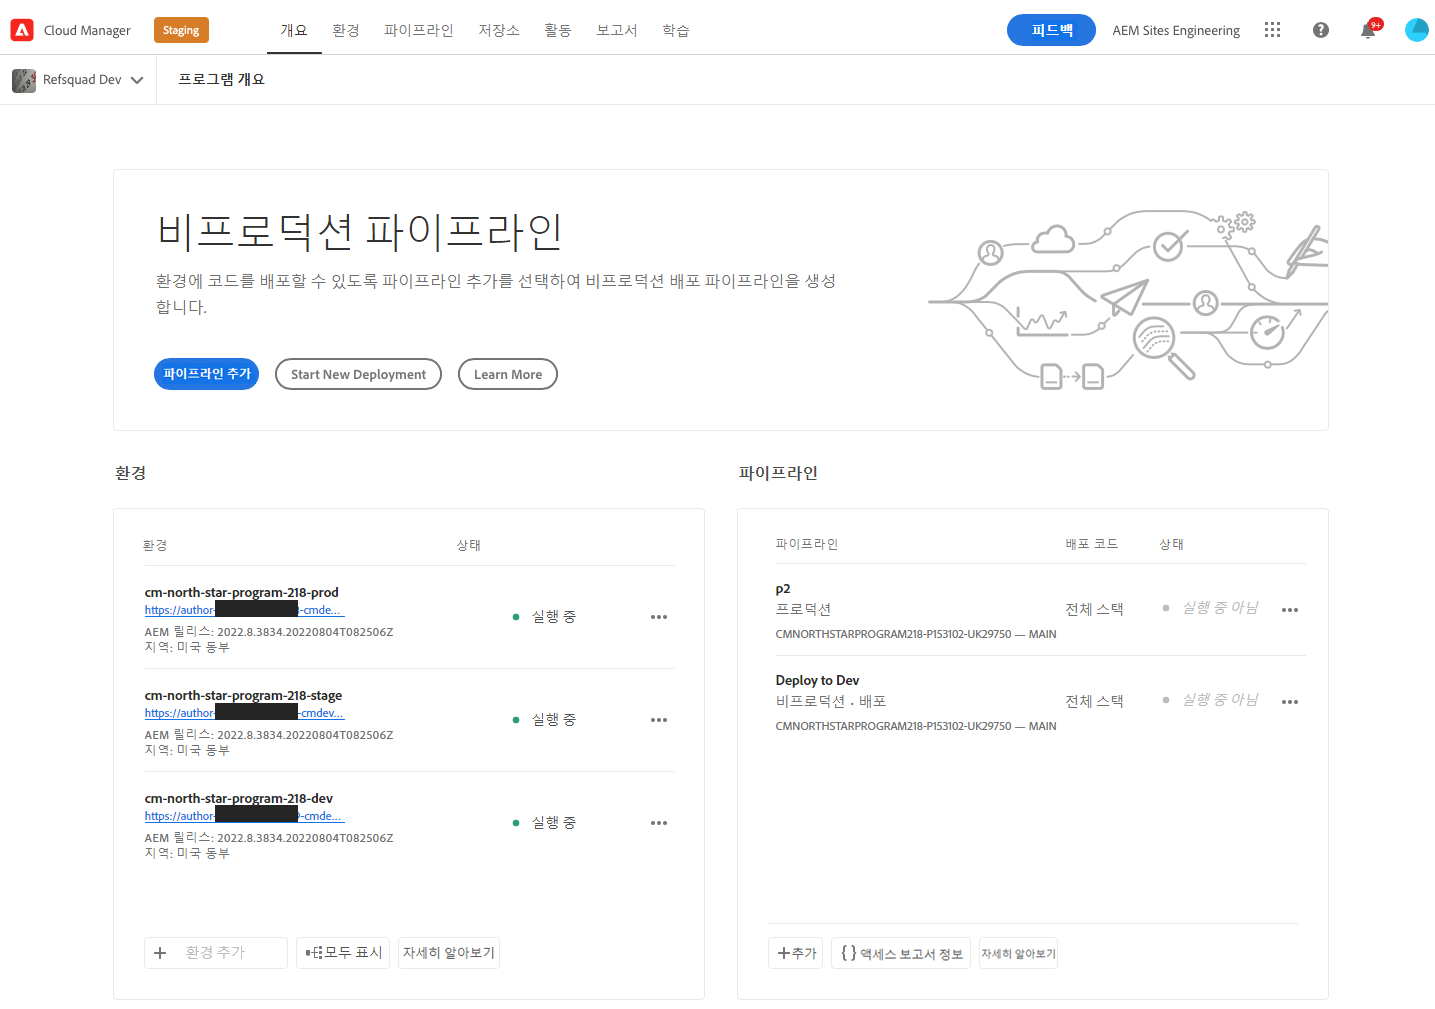 Cloud Manager
Staging
개요
환경
파이프라인
저장소
활동
보고서
학습
피드백
AEM Sites Engineering
9+
Refsquad Dev
프로그램 개요
비프로덕션 파이프라인
환경에 코드를 배포할 수 있도록 파이프라인 추가를 선택하여 비프로덕션 배포 파이프라인을 생성
합니다.
파이프라인 추가
Start New Deployment
Learn More
환경
환경
상태
cm-north-star-program-218-prod
https://author-
-cmde...
실행 중
AEM 릴리스: 2022.8.3834.20220804T082506Z
지역: 미국 동부
cm-north-star-program-218-stage
https://author-
-cmdev...
실행 중
AEM 릴리스: 2022.8.3834.20220804T082506Z
지역: 미국 동부
cm-north-star-program-218-dev
https://author-
-cmde...
실행 중
AEM 릴리스: 2022.8.3834.20220804T082506Z
지역: 미국 동부
환경 추가
모두 표시
자세히 알아보기
파이프라인
파이프라인
배포 코드
상태
p2
프로덕션
전체 스택
실행 중 아님
CMNORTHSTARPROGRAM218-P153102-UK29750 — MAIN
Deploy to Dev
비프로덕션 . 배포
전체 스택
실행 중 아님
CMNORTHSTARPROGRAM218-P153102-UK29750 — MAIN
추가
액세스 보고서 정보
자세히 알아보기